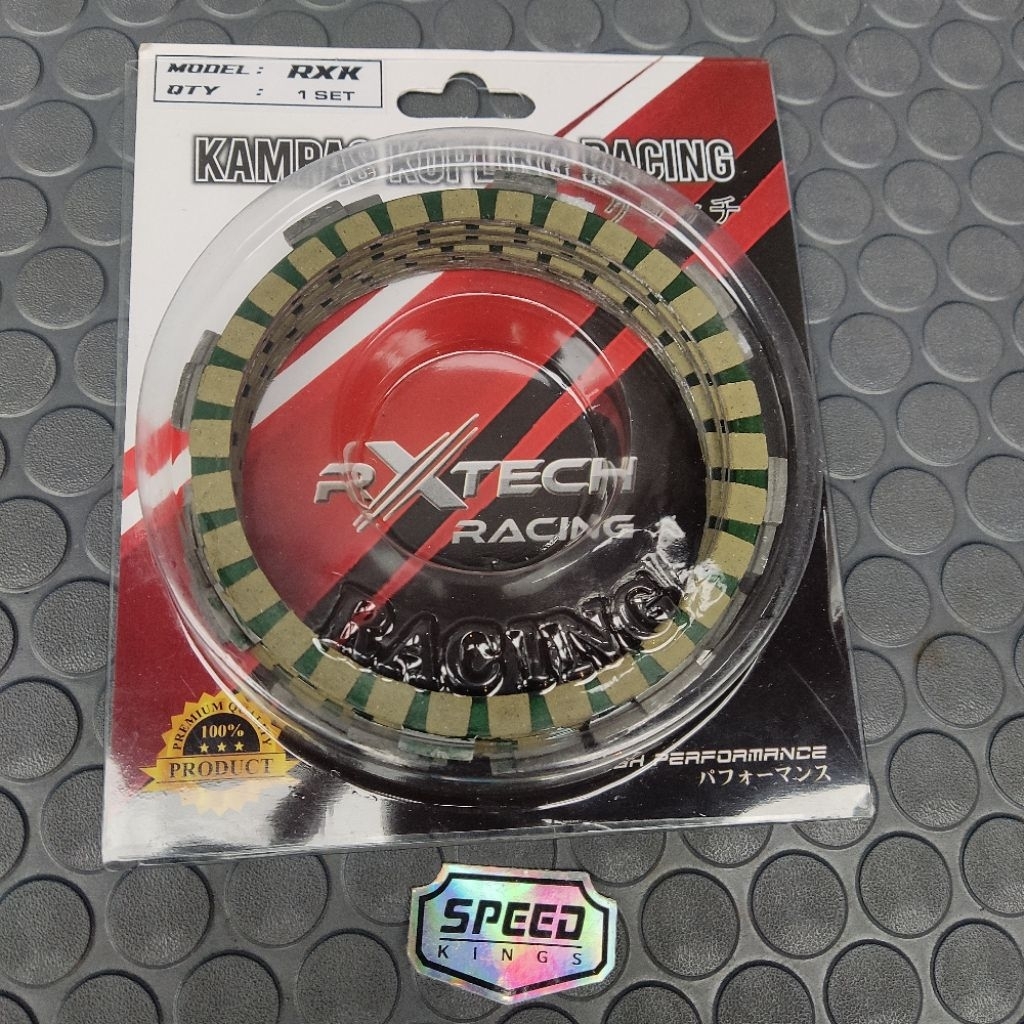 MODEL : RXK
QTY : 1 SET
KAMPAS KOPLING RACING
RXTECH
RACING
RACING
PREMIUM QUALITY
100%
PRODUCT
PERFORMANCE
パフォーマンス
SPEED
KINGS